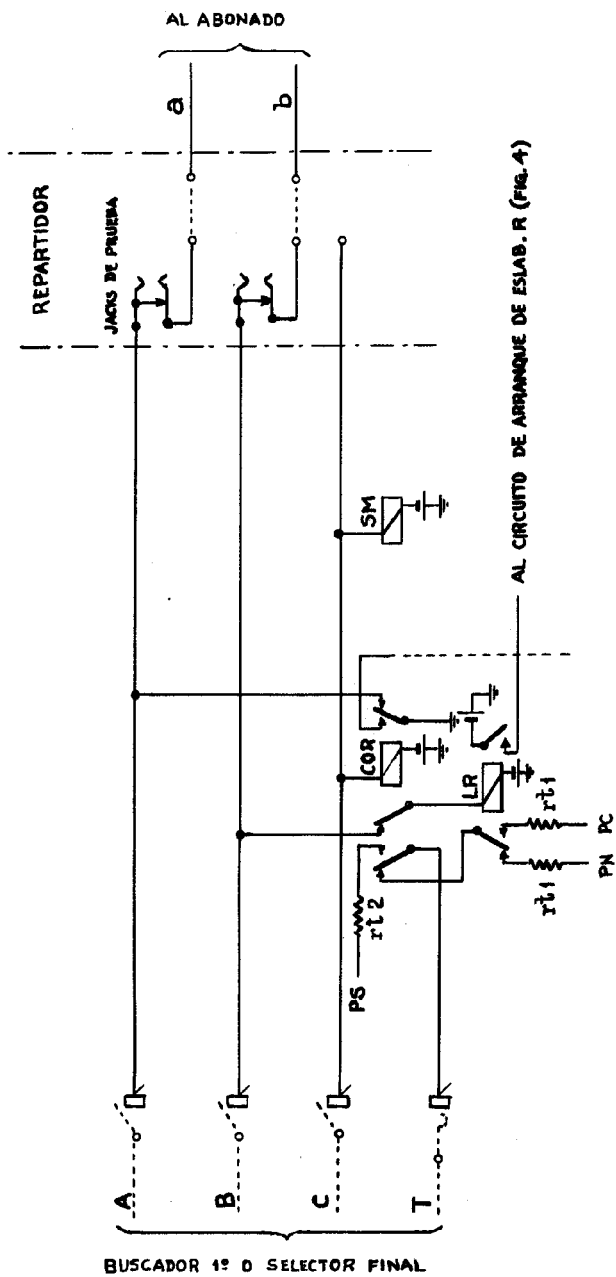 AL ABONADO
a
b
REPARTIDOR
JACKS DE PRUEBA
AL CIRCUITO DE ARRANQUE DE ESLAB. R (FIG. 4)
SM
COR
LR
rt1
PC
rt1
PN
rt2
PS
A
B
C
T
BUSCADOR 1º O SELECTOR FINAL